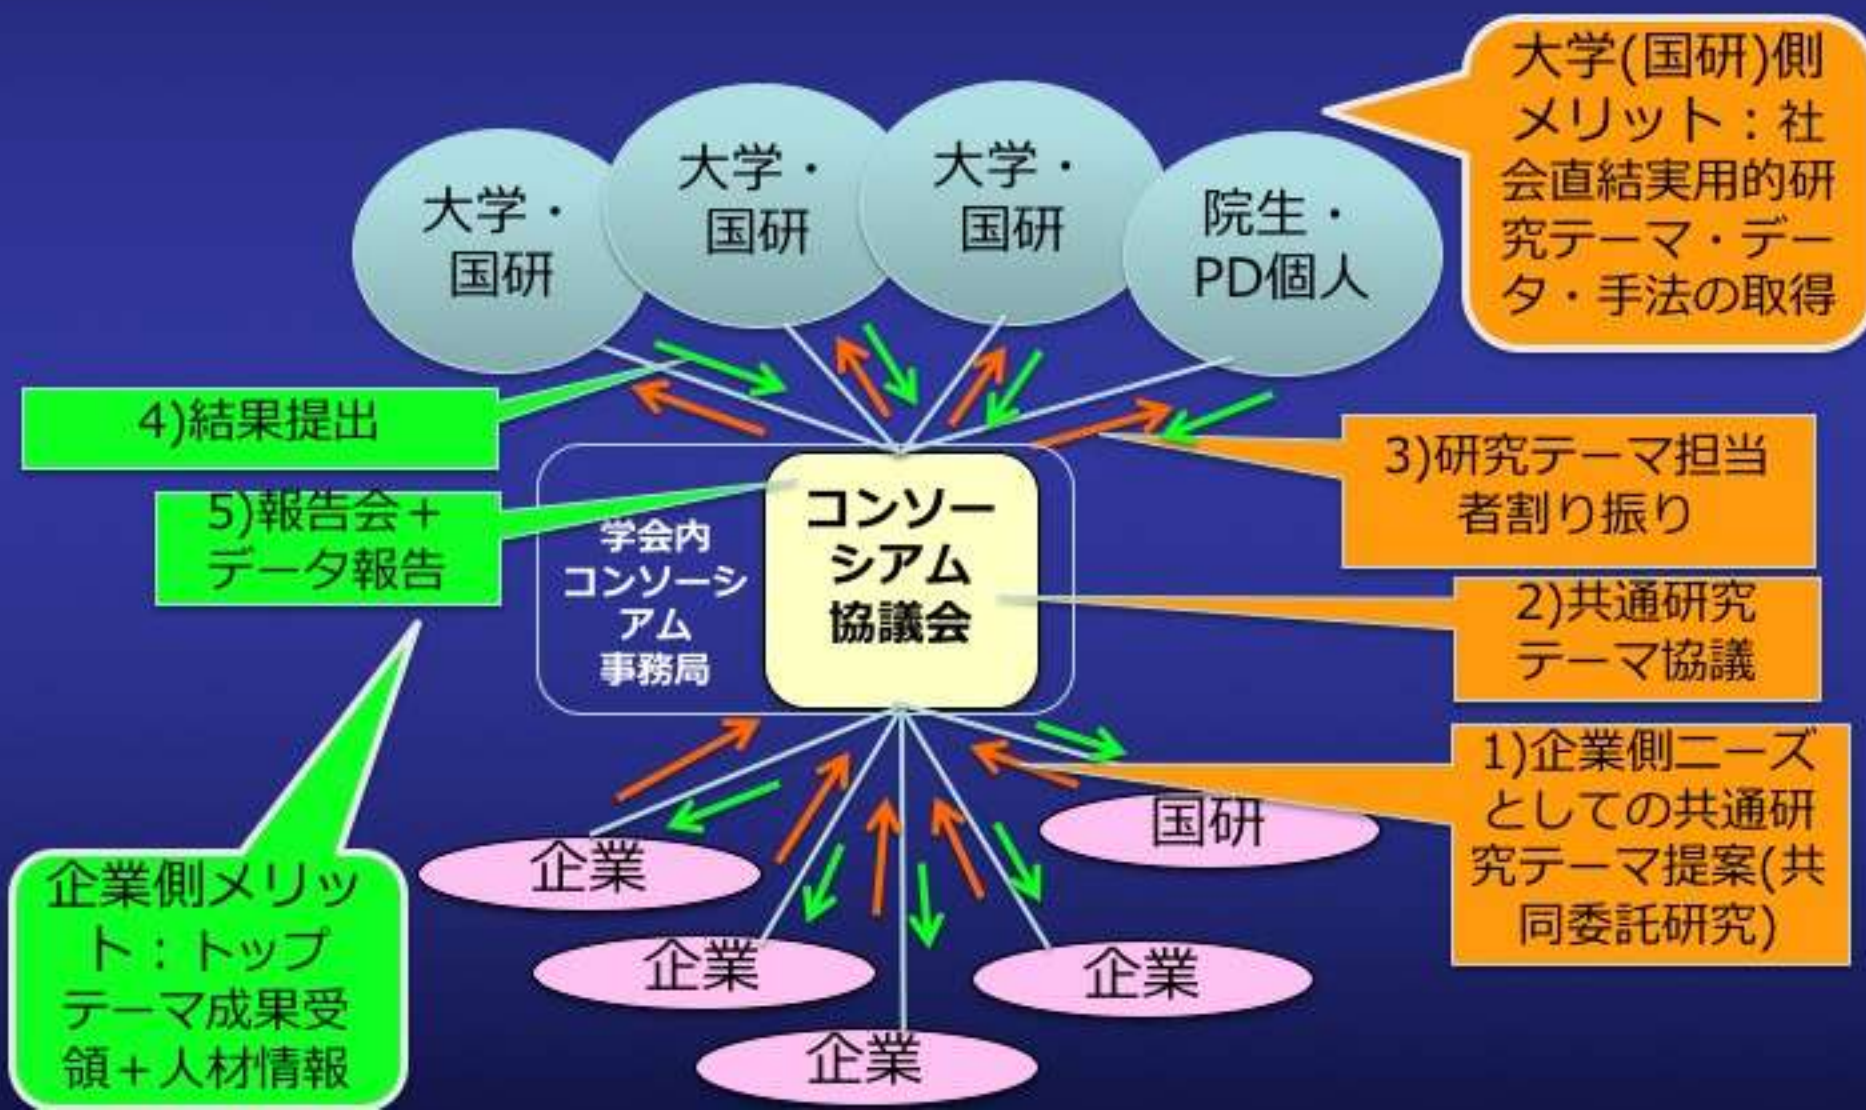 大学・
国研
大学・
国研
大学・
国研
院生・
PD個人
大学(国研)側
メリット：社
会直結実用的研
究テーマ・デー
タ・手法の取得
4)結果提出
5)報告会＋
データ報告
学会内
コンソーシ
アム
事務局
コンソー
シアム
協議会
3)研究テーマ担当
者割り振り
2)共通研究
テーマ協議
1)企業側ニーズ
としての共通研
究テーマ提案(共
同委託研究)
企業側メリッ
ト：トップ
テーマ成果受
領＋人材情報
企業
企業
企業
企業
国研